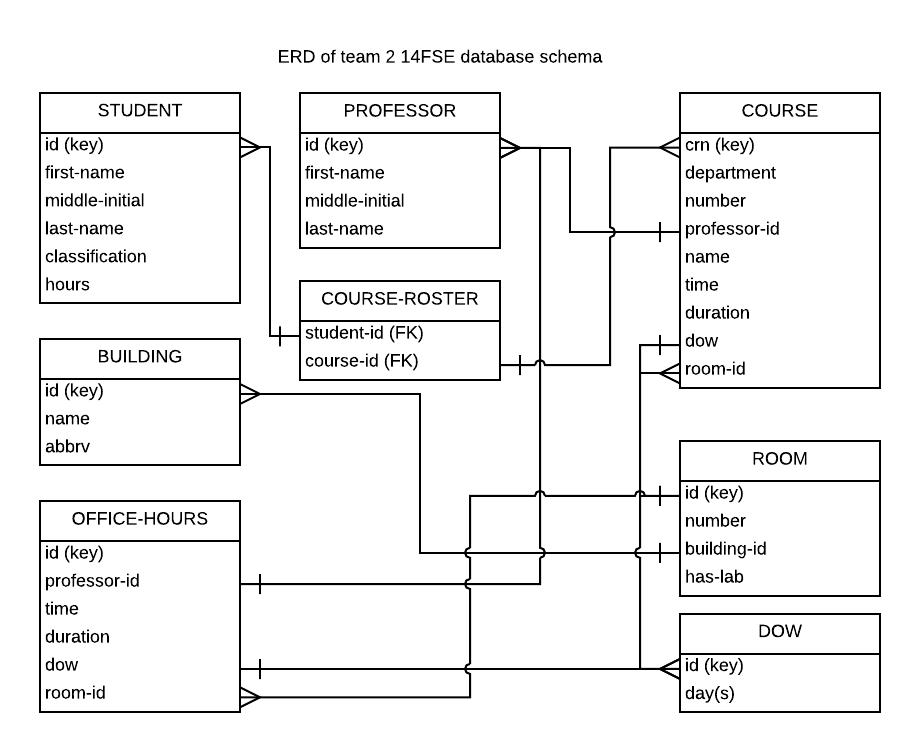 ERD of team 2 14FSE database schema
STUDENT
id (key)
first-name
middle-initial
last-name
classification
hours
PROFESSOR
id (key)
first-name
middle-initial
last-name
COURSE
crn (key)
department
number
professor-id
name
time
duration
dow
room-id
COURSE-ROSTER
student-id (FK)
course-id (FK)
BUILDING
id (key)
name
abbrv
ROOM
id (key)
number
building-id
has-lab
OFFICE-HOURS
id (key)
professor-id
time
duration
dow
room-id
DOW
id (key)
day(s)